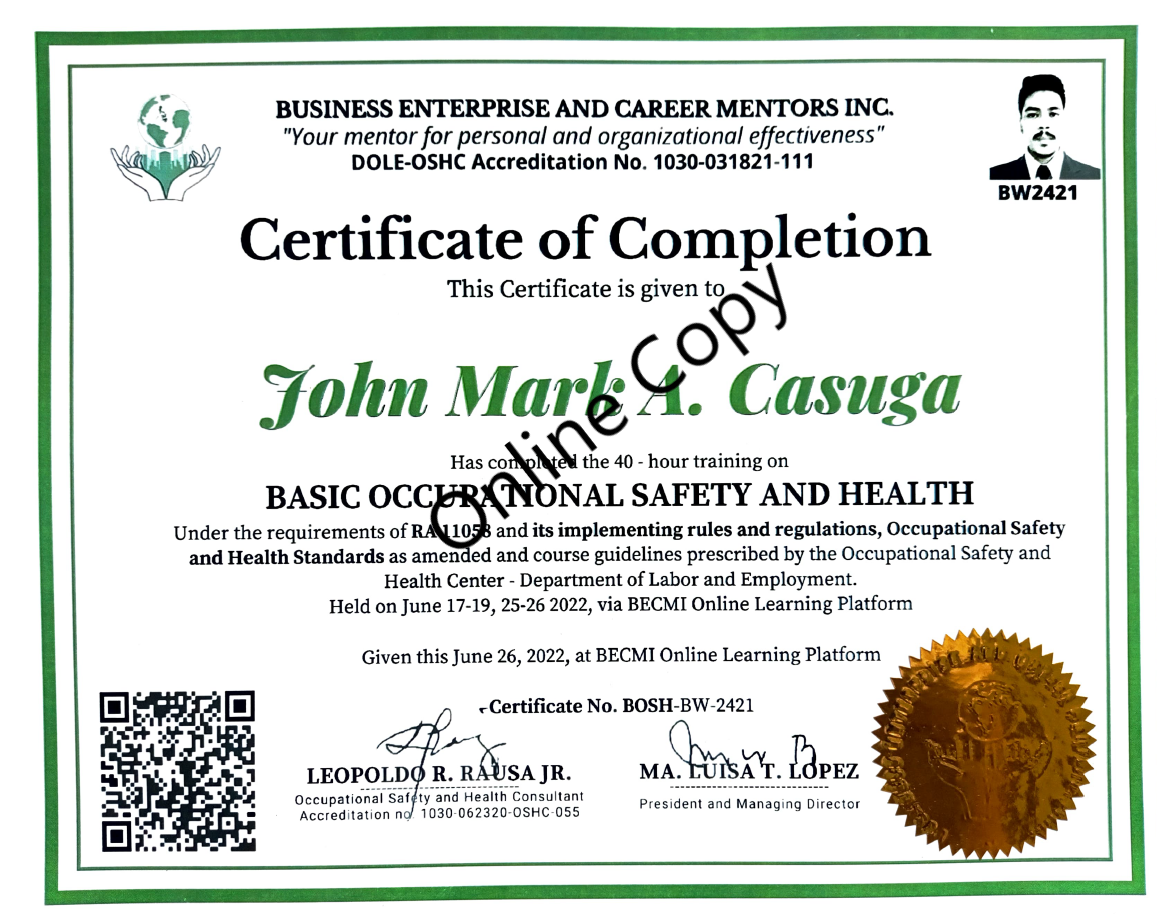 BUSINESS ENTERPRISE AND CAREER MENTORS INC.
"Your mentor for personal and organizational effectiveness"
DOLE-OSHC Accreditation No. 1030-031821-111
BW2421
Certificate of Completion
This Certificate is given to
John Mark A. Casuga
Online Copy
Has completed the 40 - hour training on
BASIC OCCUPATIONAL SAFETY AND HEALTH
Under the requirements of RA 11058 and its implementing rules and regulations, Occupational Safety
and Health Standards as amended and course guidelines prescribed by the Occupational Safety and
Health Center - Department of Labor and Employment.
Held on June 17-19, 25-26 2022, via BECMI Online Learning Platform
Given this June 26, 2022, at BECMI Online Learning Platform
Certificate No. BOSH-BW-2421
LEOPOLDO R. RAUSA JR.
Occupational Safety and Health Consultant
Accreditation no. 1030-062320-OSHC-055
MA. LUISA T. LOPEZ
President and Managing Director